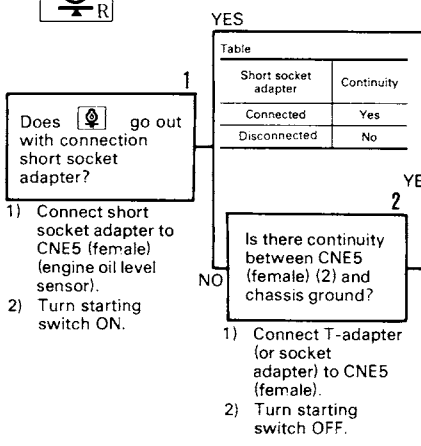 R
YES
Table
Short socket
adapter
Continuity
Connected
Yes
Disconnected
No
1
Does go out
with connection
short socket
adapter?
1) Connect short
socket adapter to
CNE5 (female)
(engine oil level
sensor).
2) Turn starting
switch ON.
YE
2
NO
Is there continuity
between CNE5
(female) (2) and
chassis ground?
1) Connect T-adapter
(or socket
adapter) to CNE5
(female).
2) Turn starting
switch OFF.